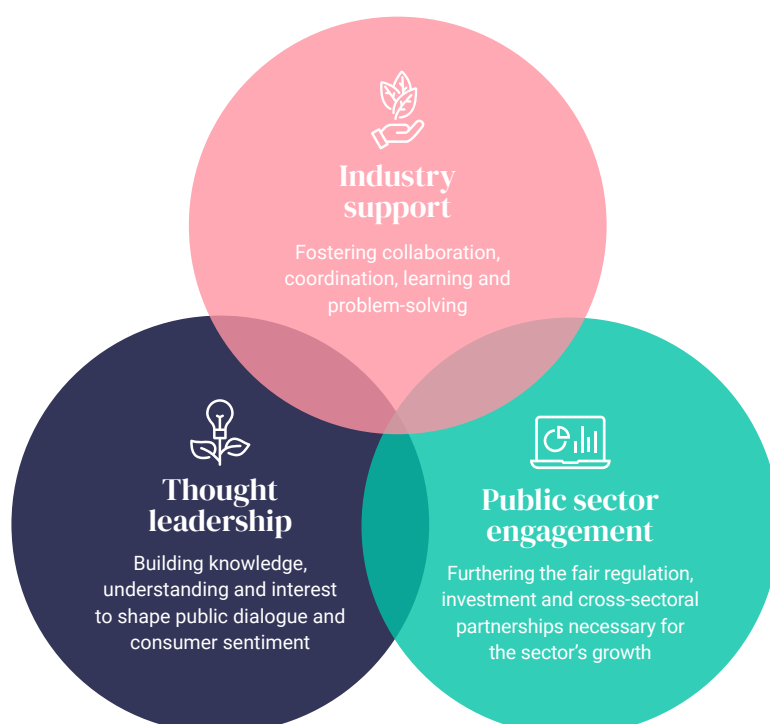 Industry
support
Fostering collaboration,
coordination, learning and
problem-solving
Thought
leadership
Building knowledge,
understanding and interest
to shape public dialogue and
consumer sentiment
Public sector
engagement
Furthering the fair regulation,
investment and cross-sectoral
partnerships necessary for
the sector’s growth